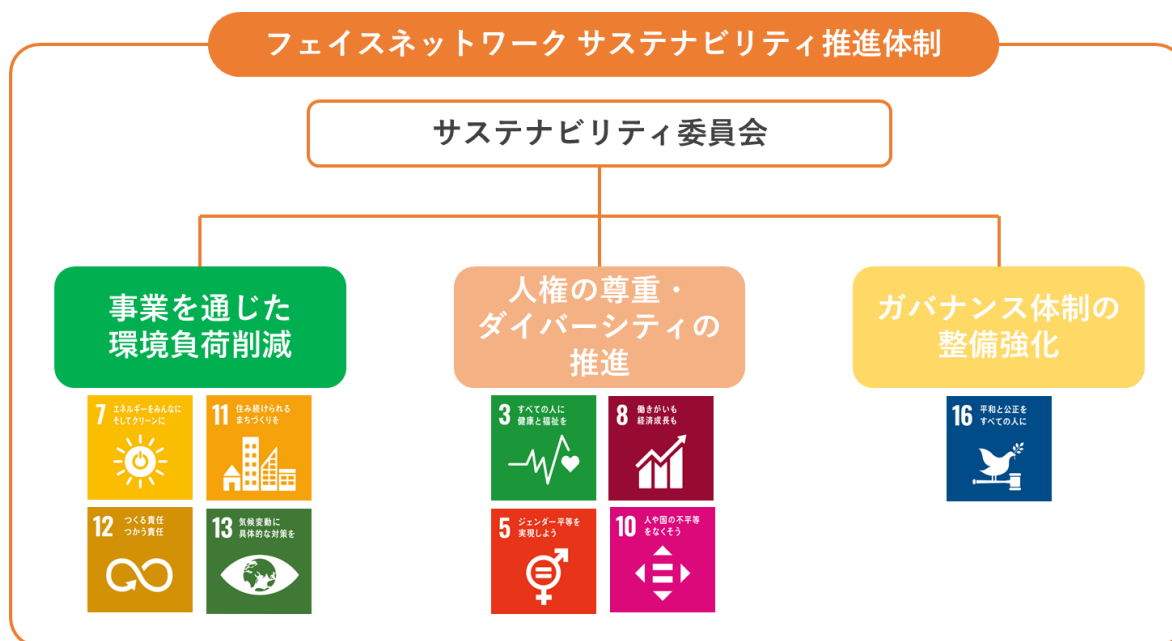 フェイスネットワーク サステナビリティ推進体制
サステナビリティ委員会
事業を通じた
環境負荷削減
人権の尊重・
ダイバーシティの
推進
ガバナンス体制の
整備強化
7 エネルギーをみんなに
そしてクリーンに
11 住み続けられる
まちづくりを
12 つくる責任
つかう責任
13 気候変動に
具体的な対策を
3 すべての人に
健康と福祉を
8 働きがいも
経済成長も
5 ジェンダー平等を
実現しよう
10 人や国の不平等
をなくそう
16 平和と公正を
すべての人に